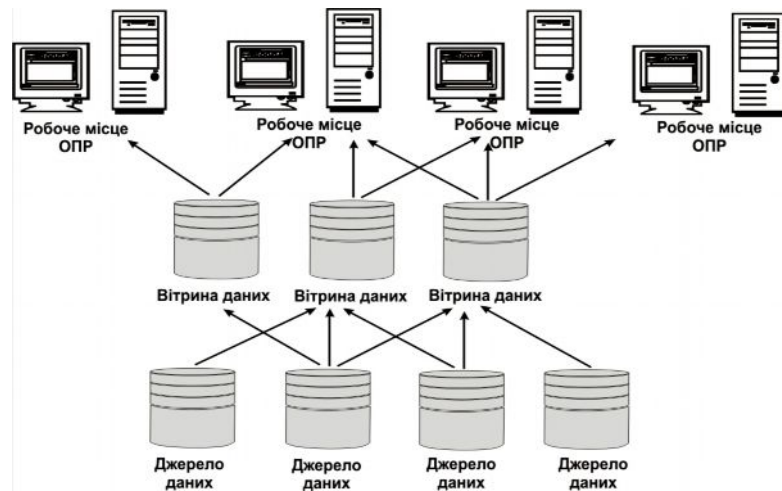 Робоче місце
ОПР
Робоче місце
ОПР
Робоче місце
ОПР
Робоче місце
ОПР
Вітрина даних
Вітрина даних
Вітрина даних
Джерело
даних
Джерело
даних
Джерело
даних
Джерело
даних